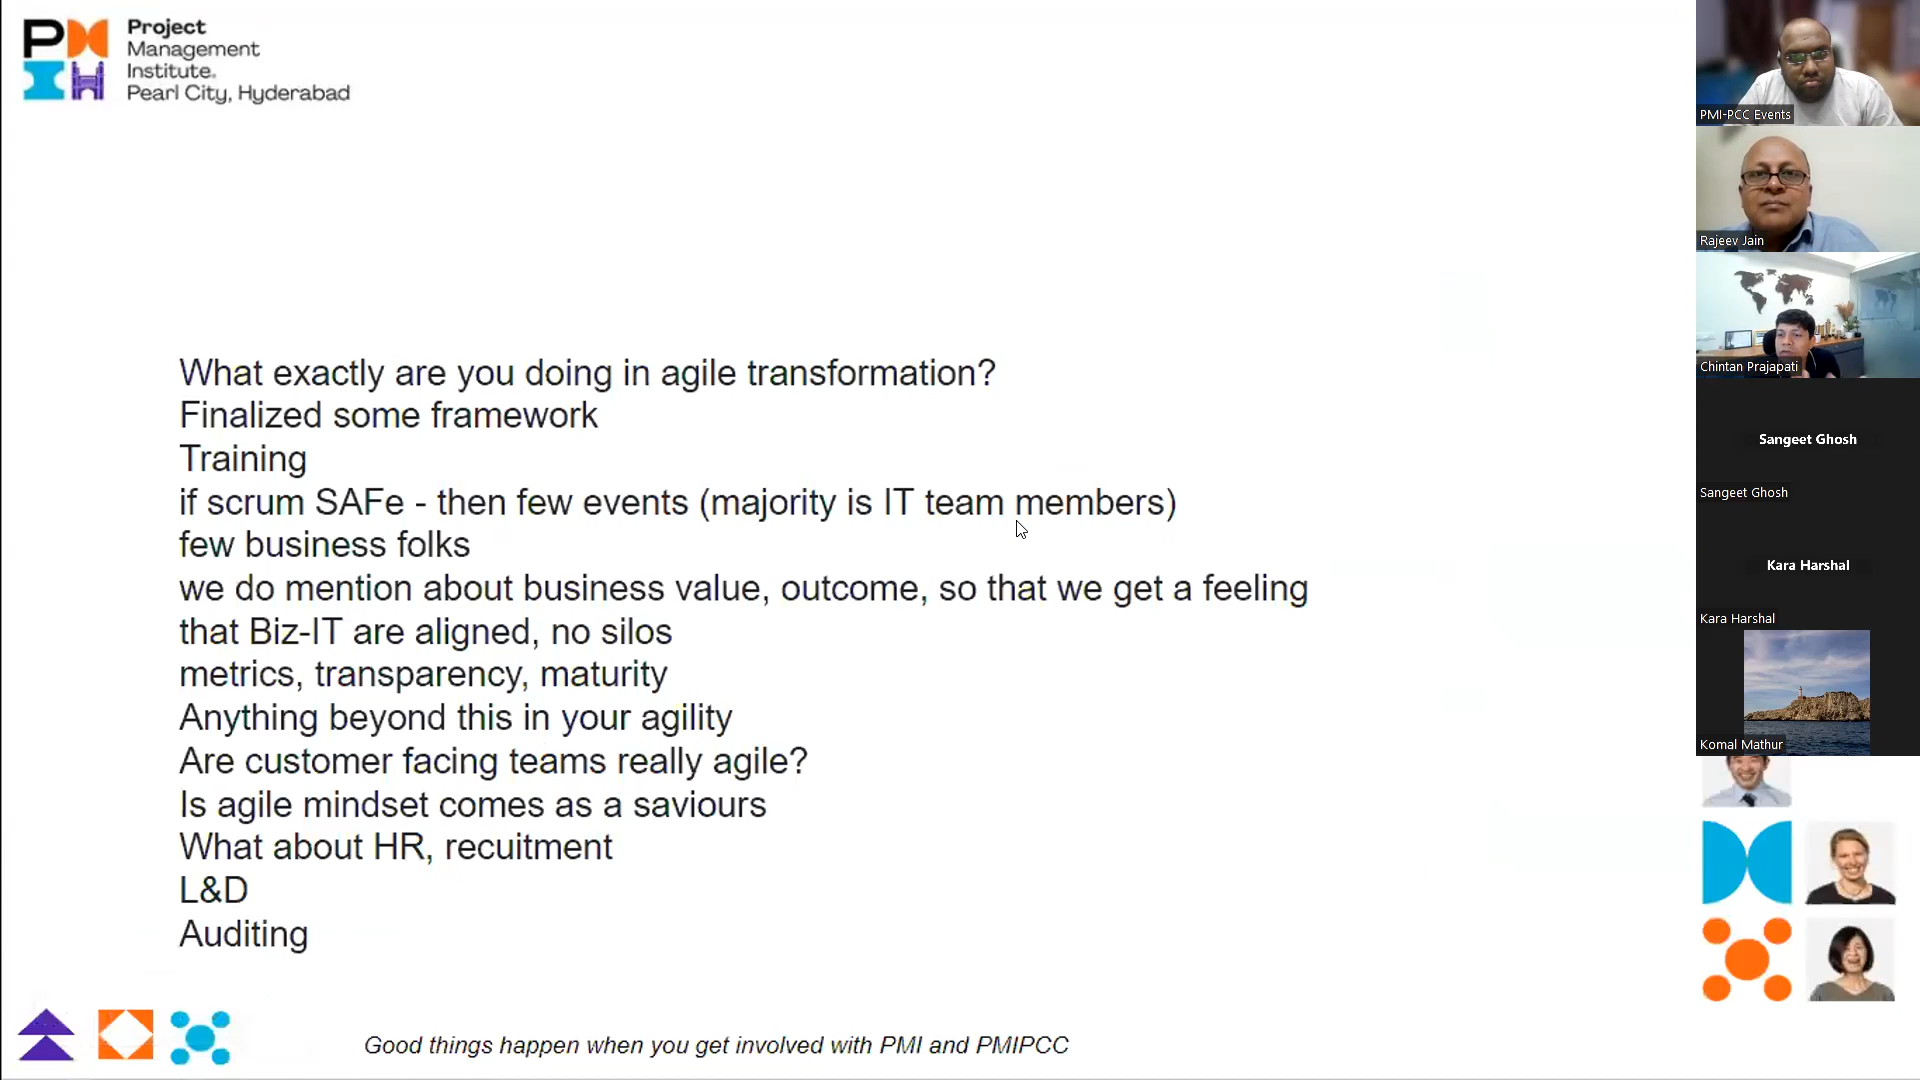 Project
Management
Institute.
Pearl City, Hyderabad
What exactly are you doing in agile transformation?
Finalized some framework
Training
if scrum SAFe - then few events (majority is IT team members)
few business folks
we do mention about business value, outcome, so that we get a feeling
that Biz-IT are aligned, no silos
metrics, transparency, maturity
Anything beyond this in your agility
Are customer facing teams really agile?
Is agile mindset comes as a saviours
What about HR, recuitment
L&D
Auditing
Good things happen when you get involved with PMI and PMIPCC
PMI-PCC Events
Rajeev Jain
Chintan Prajapati
Sangeet Ghosh
Sangeet Ghosh
Kara Harshal
Kara Harshal
Komal Mathur